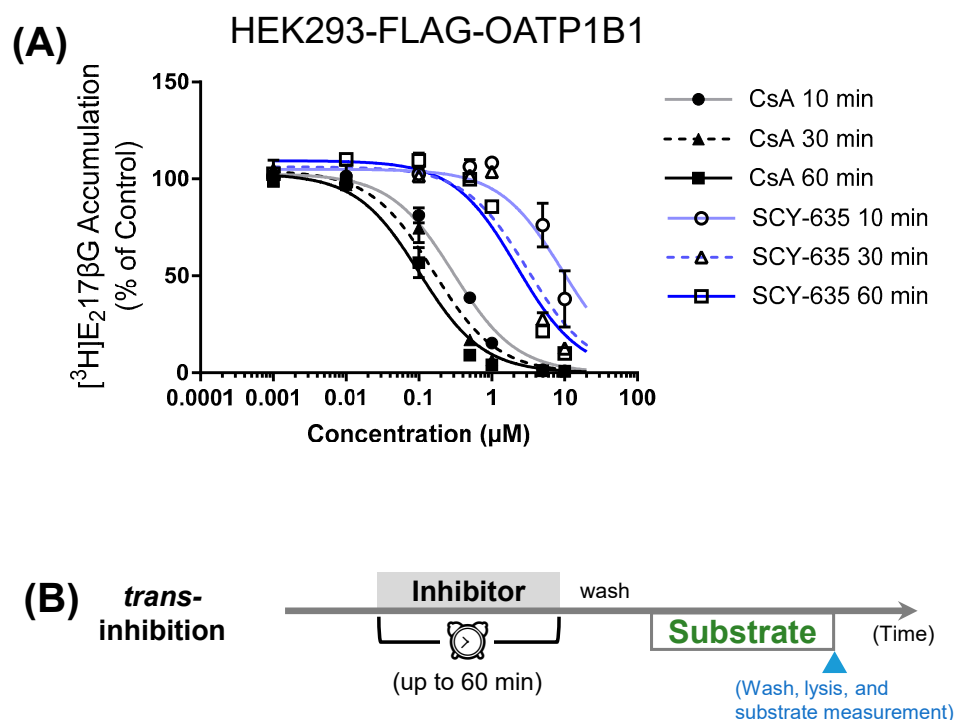 (A)
HEK293-FLAG-OATP1B1
[³H]E₂17βG Accumulation
(% of Control)
150
100
50
0
0.0001 0.001 0.01 0.1 1 10 100
Concentration (µM)
CsA 10 min
CsA 30 min
CsA 60 min
SCY-635 10 min
SCY-635 30 min
SCY-635 60 min
(B)
trans-
inhibition
Inhibitor
wash
Substrate
(Time)
(up to 60 min)
(Wash, lysis, and
substrate measurement)